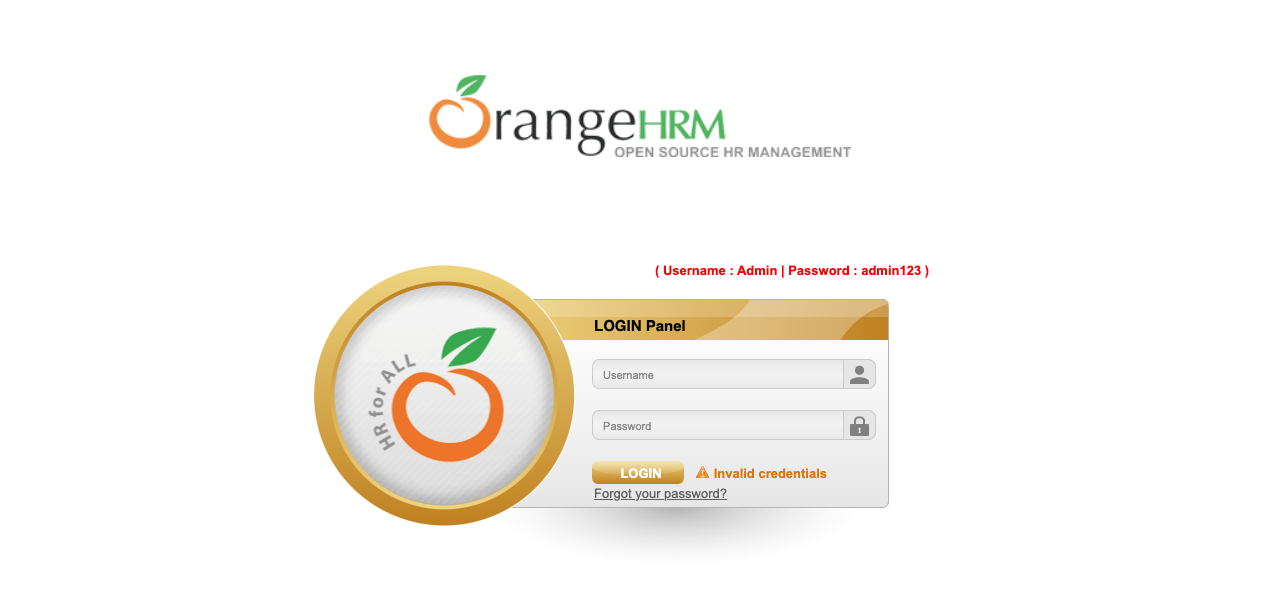 OrangeHRM
OPEN SOURCE HR MANAGEMENT
( Username : Admin | Password : admin123 )
HR for ALL
LOGIN Panel
Username
Password
LOGIN
Invalid credentials
Forgot your password?